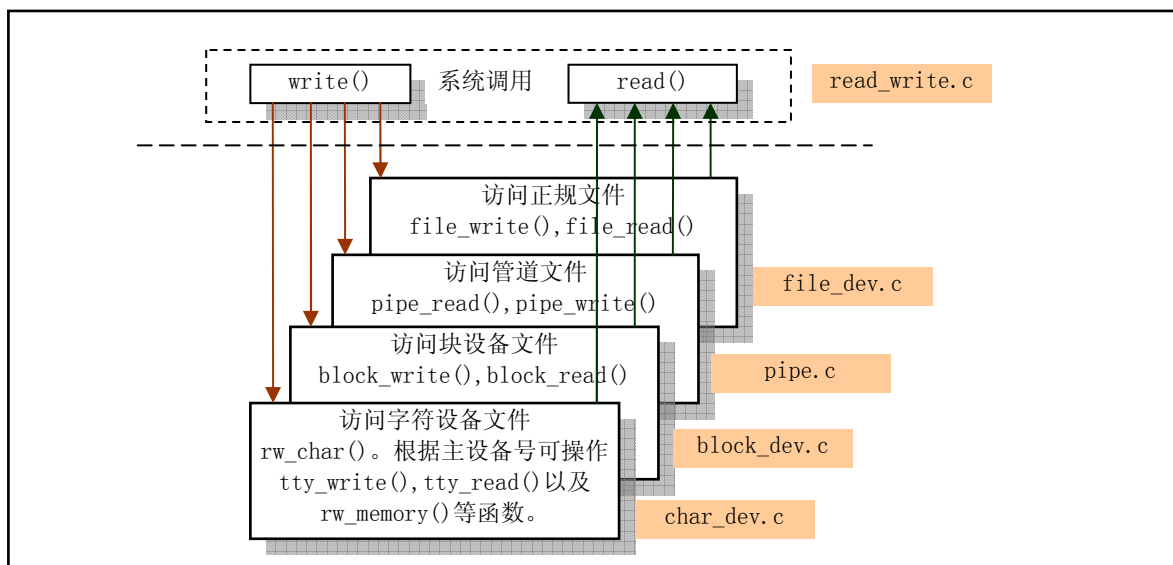 write()
系统调用
read()
read_write.c
访问正规文件
file_write(),file_read()
file_dev.c
访问管道文件
pipe_read(),pipe_write()
pipe.c
访问块设备文件
block_write(),block_read()
block_dev.c
访问字符设备文件
rw_char()。根据主设备号可操作
tty_write(),tty_read()以及
rw_memory()等函数。
char_dev.c